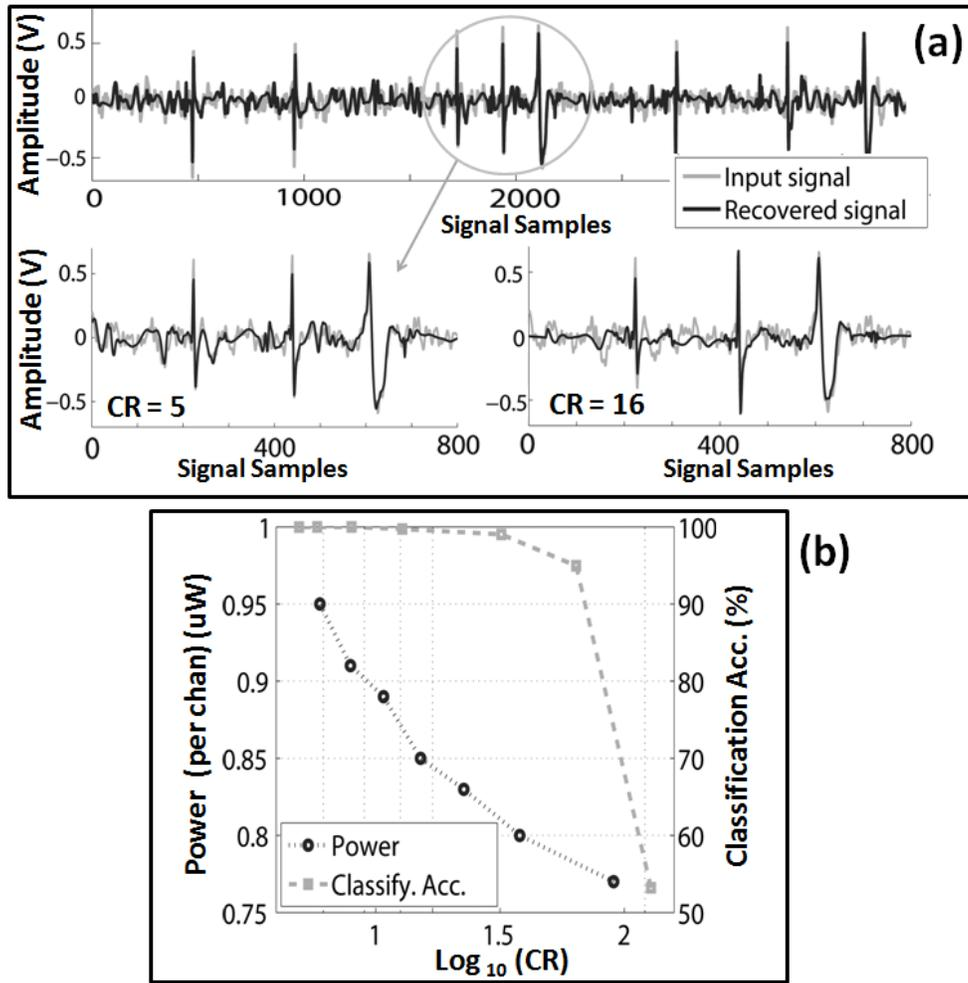 (a)
Amplitude (V)
0.5
0
−0.5
0
1000
2000
Signal Samples
Input signal
Recovered signal
Amplitude (V)
0.5
0
−0.5
CR = 5
0
400
800
Signal Samples
0.5
0
−0.5
CR = 16
0
400
800
Signal Samples
(b)
Power (per chan) (uW)
1
0.95
0.9
0.85
0.8
0.75
Classification Acc. (%)
100
90
80
70
60
50
Power
Classify. Acc.
1
1.5
2
Log 10 (CR)